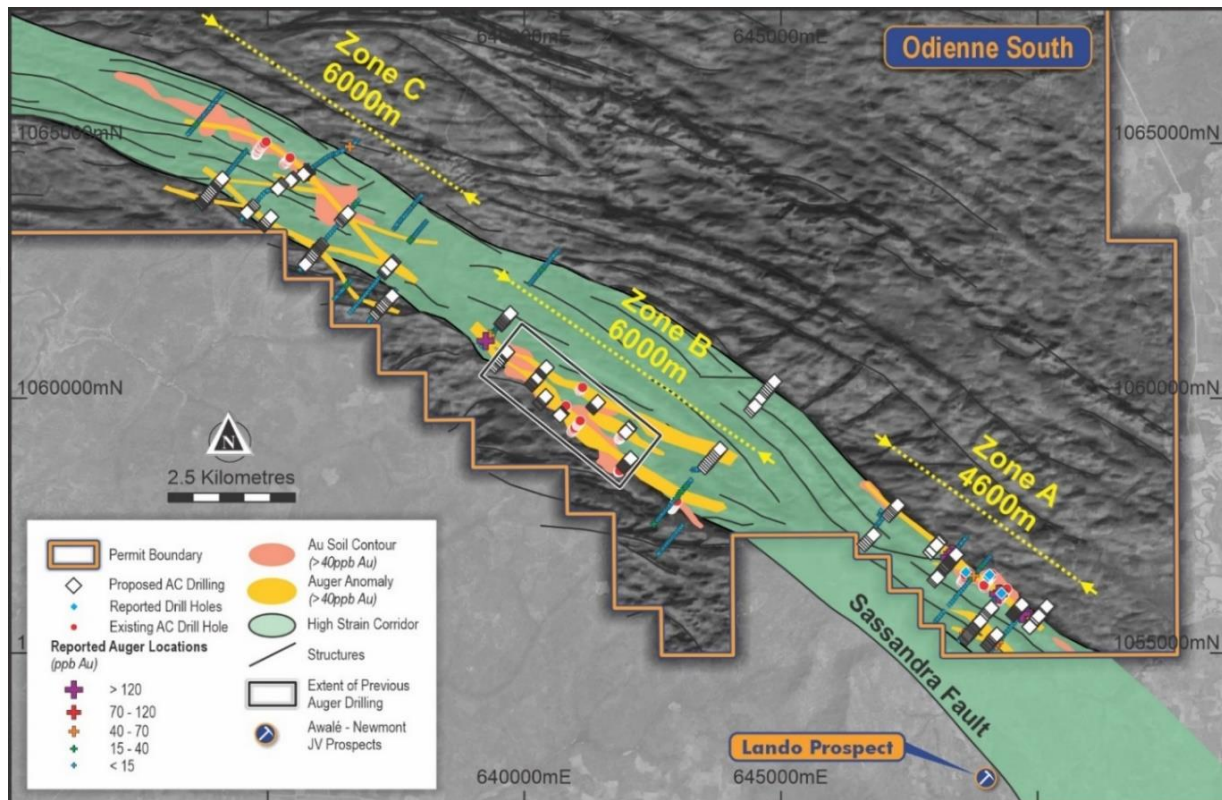 640000mE
645000mE
Odienne South
Zone C
6000m
1065000mN
1065000mN
Zone B
6000m
1060000mN
1060000mN
N
2.5 Kilometres
Zone A
4600m
Permit Boundary
Proposed AC Drilling
Reported Drill Holes
Existing AC Drill Hole
Reported Auger Locations
(ppb Au)
> 120
70 - 120
40 - 70
15 - 40
< 15
Au Soil Contour
(>40ppb Au)
Auger Anomaly
(>40ppb Au)
High Strain Corridor
Structures
Extent of Previous
Auger Drilling
Awalé - Newmont
JV Prospects
1055000mN
Sassandra Fault
Lando Prospect
640000mE
645000mE